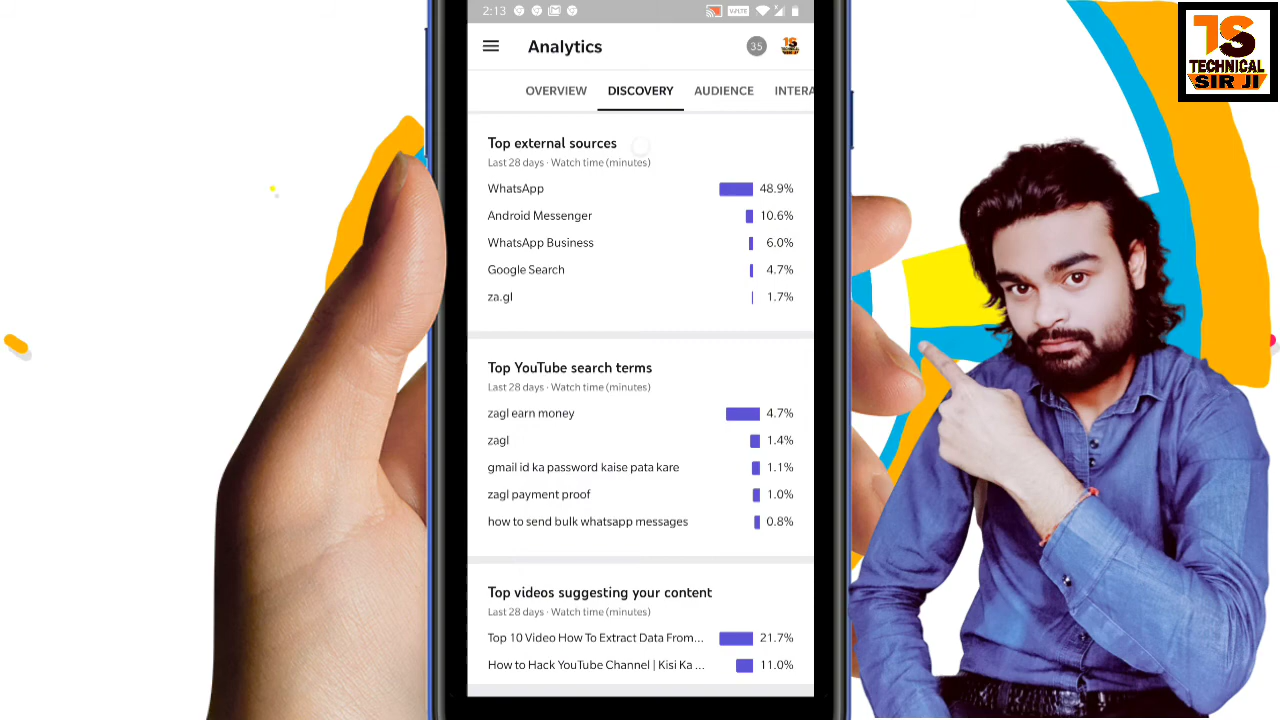 2:13
VoLTE
Analytics
35
OVERVIEW DISCOVERY AUDIENCE INTERA
Top external sources
Last 28 days · Watch time (minutes)
WhatsApp 48.9%
Android Messenger 10.6%
WhatsApp Business 6.0%
Google Search 4.7%
za.gl 1.7%
Top YouTube search terms
Last 28 days · Watch time (minutes)
zagl earn money 4.7%
zagl 1.4%
gmail id ka password kaise pata kare 1.1%
zagl payment proof 1.0%
how to send bulk whatsapp messages 0.8%
Top videos suggesting your content
Last 28 days · Watch time (minutes)
Top 10 Video How To Extract Data From... 21.7%
How to Hack YouTube Channel | Kisi Ka ... 11.0%
TS
TECHNICAL
SIR JI